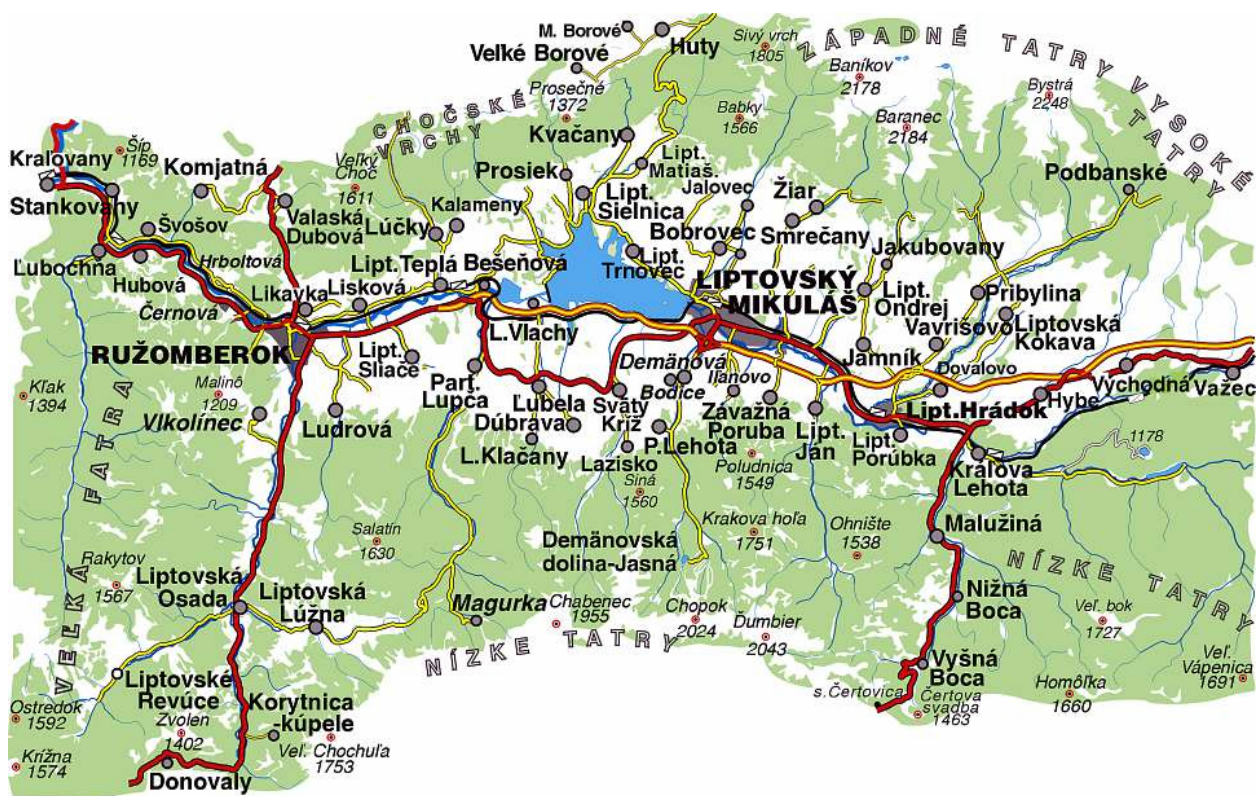 M. Borové
Veľké Borové
Huty
Sivý vrch
1805
ZÁPADNÉ TATRY
VYSOKÉ
TATRY
Baníkov
2178
Bystrá
2248
Prosečné
1372
Babky
1566
Baranec
2184
CHOČSKÉ
VRCHY
Kvačany
Šíp
1169
Kraľovany
Komjatná
Veľký
Choč
1611
Prosiek
Lipt.
Matiaš.
Jalovec
Žiar
Podbanské
Stankovany
Valaská
Dubová
Lúčky
Kalameny
Lipt.
Sielnica
Bobrovec
Smrečany
Švošov
Jakubovany
Ľubochňa
Hrboltová
Hubová
Lipt.Teplá
Bešeňová
Lipt.
Trnovec
LIPTOVSKÝ
MIKULÁŠ
Lipt.
Ondrej
Pribylina
Černová
Likavka
Lisková
L.Vlachy
Vavrišovo
Liptovská
Kokava
RUŽOMBEROK
Lipt.
Sliače
Demänová
Iľanovo
Jamník
Dovalovo
Východná
Važec
Kľak
1394
Malinô
1209
Part.
Ľupča
Bodice
Hybe
Vlkolínec
Ludrová
Ľubeľa
Svätý
Kríž
Závažná
Poruba
Lipt.
Ján
Lipt.Hrádok
Dúbrava
L.Klačany
P.Lehota
Lipt.
Porúbka
1178
Lazisko
Poludnica
1549
Kráľova
Lehota
Siná
1560
VEĽKÁ FATRA
Salatín
1630
Krakova hoľa
1751
Ohnište
1538
Malužiná
Demänovská
dolina-Jasná
NÍZKE TATRY
Rakytov
1567
Liptovská
Osada
Liptovská
Lúžna
Magurka
Chabenec
1955
Chopok
2024
Ďumbier
2043
Nižná
Boca
Veľ. bok
1727
NÍZKE TATRY
Vyšná
Boca
Veľ.
Vápenica
1691
Liptovské
Revúce
Korytnica
-kúpele
s.Čertovica
Čertova
svadba
1463
Homôľka
1660
Ostredok
1592
Zvolen
1402
Veľ. Chochuľa
1753
Krížna
1574
Donovaly